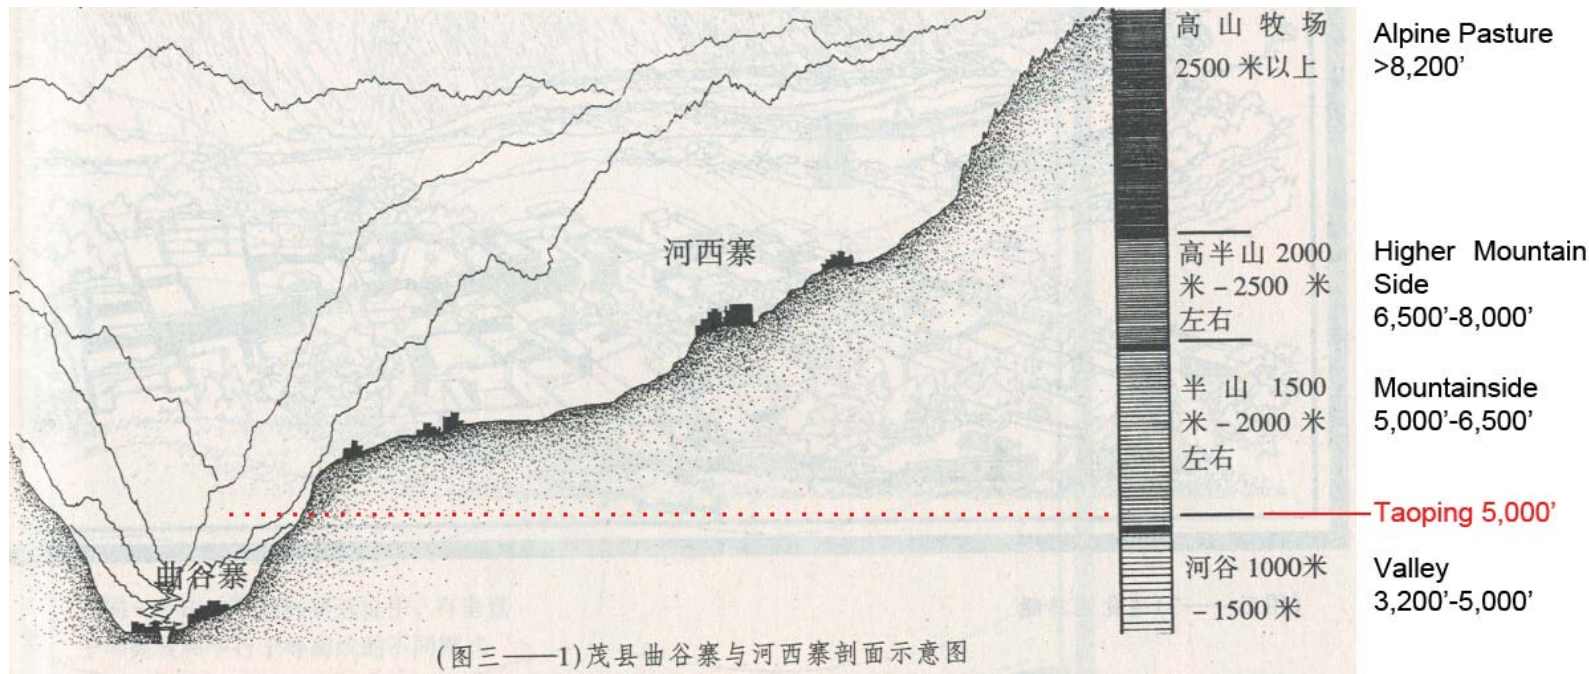 高山牧场
2500米以上
Alpine Pasture
>8,200’
河西寨
高半山2000
米－2500米
左右
Higher Mountain
Side
6,500’-8,000’
半山1500
米－2000米
左右
Mountainside
5,000’-6,500’
Taoping 5,000’
曲谷寨
河谷1000米
－1500米
Valley
3,200’-5,000’
(图三——1)茂县曲谷寨与河西寨剖面示意图